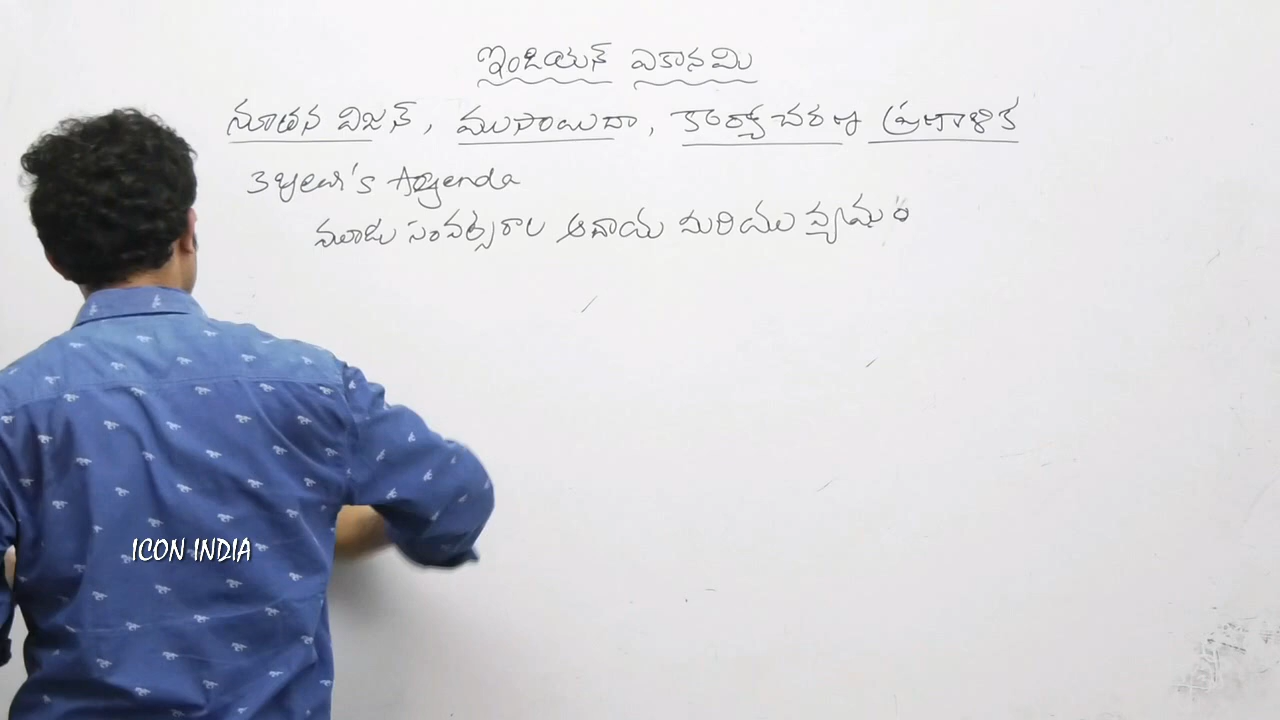 ఇండియన్ ఎకానమి
నూతన విజన్, ముసాయిదా, కార్యాచరణ ప్రణాళిక
3 year's Agenda
మూడు సంవత్సరాల ఆదాయ మరియు వ్యయం
ICON INDIA